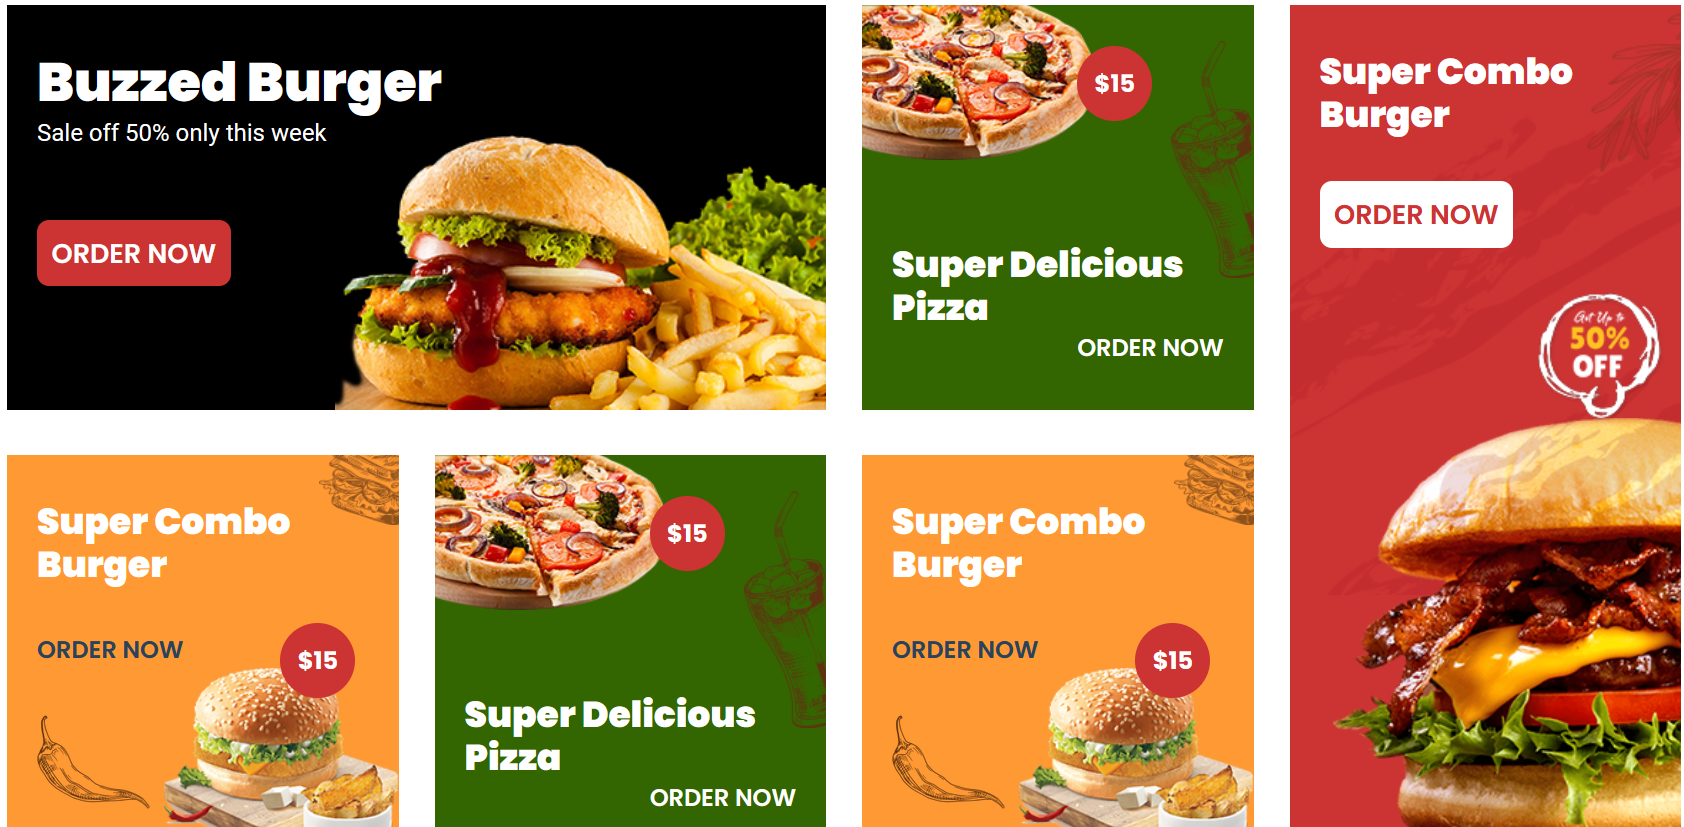 Buzzed Burger
Sale off 50% only this week
ORDER NOW
$15
Super Delicious
Pizza
ORDER NOW
Super Combo
Burger
ORDER NOW
Get Up to
50%
OFF
Super Combo
Burger
ORDER NOW
$15
$15
Super Delicious
Pizza
ORDER NOW
Super Combo
Burger
ORDER NOW
$15